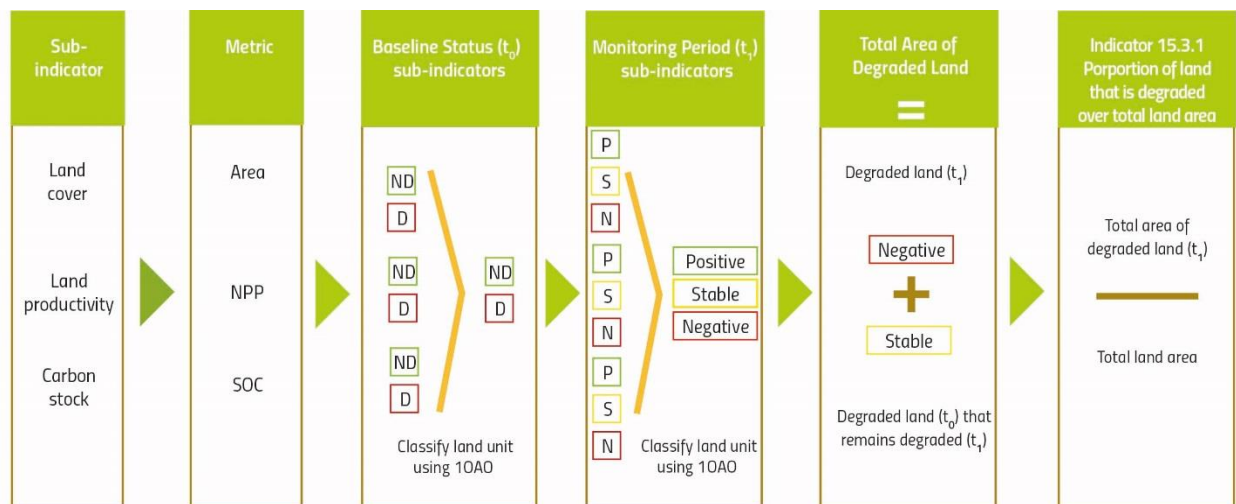 Sub-
indicator
Land
cover
Land
productivity
Carbon
stock
Metric
Area
NPP
SOC
Baseline Status (t₀)
sub-indicators
ND
D
ND
D
ND
D
ND
D
Classify land unit
using 1OAO
Monitoring Period (t₁)
sub-indicators
P
S
N
P
S
N
P
S
N
Positive
Stable
Negative
Classify land unit
using 1OAO
Total Area of
Degraded Land
=
Degraded land (t₁)
Negative
+
Stable
Degraded land (t₀) that
remains degraded (t₁)
Indicator 15.3.1
Porportion of land
that is degraded
over total land area
Total area of
degraded land (t₁)
Total land area